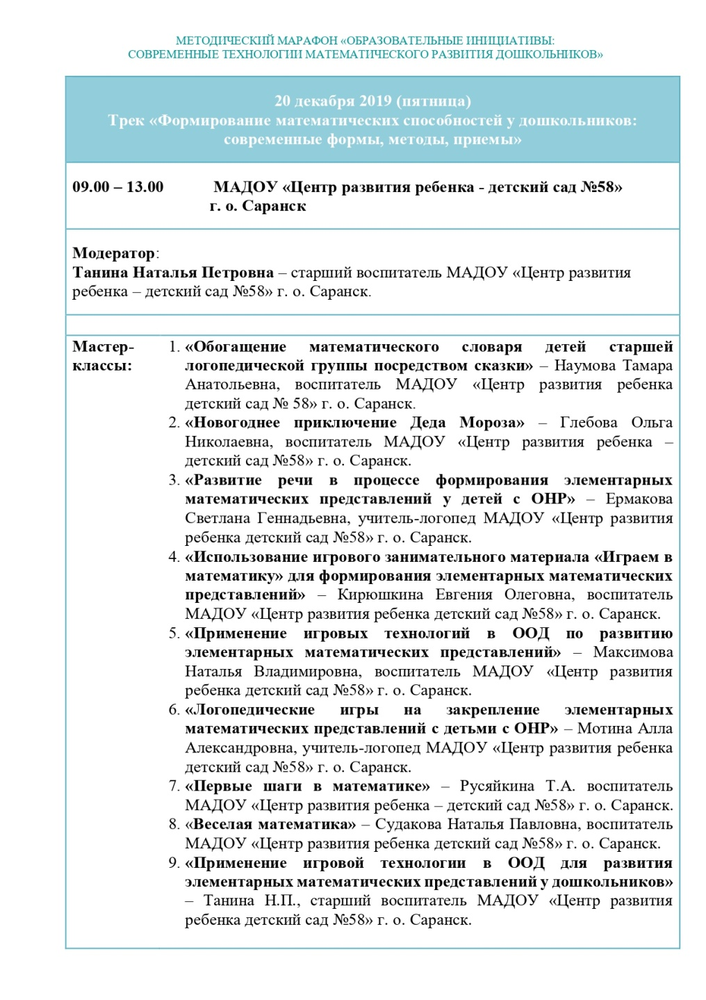 МЕТОДИЧЕСКИЙ МАРАФОН «ОБРАЗОВАТЕЛЬНЫЕ ИНИЦИАТИВЫ:
СОВРЕМЕННЫЕ ТЕХНОЛОГИИ МАТЕМАТИЧЕСКОГО РАЗВИТИЯ ДОШКОЛЬНИКОВ»
20 декабря 2019 (пятница)
Трек «Формирование математических способностей у дошкольников:
современные формы, методы, приемы»
09.00 – 13.00 МАДОУ «Центр развития ребенка - детский сад №58»
г. о. Саранск
Модератор:
Танина Наталья Петровна – старший воспитатель МАДОУ «Центр развития
ребенка – детский сад №58» г. о. Саранск.
Мастер-
классы:
1. «Обогащение математического словаря детей старшей
логопедической группы посредством сказки» – Наумова Тамара
Анатольевна, воспитатель МАДОУ «Центр развития ребенка
детский сад № 58» г. о. Саранск.
2. «Новогоднее приключение Деда Мороза» – Глебова Ольга
Николаевна, воспитатель МАДОУ «Центр развития ребенка –
детский сад №58» г. о. Саранск.
3. «Развитие речи в процессе формирования элементарных
математических представлений у детей с ОНР» – Ермакова
Светлана Геннадьевна, учитель-логопед МАДОУ «Центр развития
ребенка детский сад №58» г. о. Саранск.
4. «Использование игрового занимательного материала «Играем в
математику» для формирования элементарных математических
представлений» – Кирюшкина Евгения Олеговна, воспитатель
МАДОУ «Центр развития ребенка детский сад №58» г. о. Саранск.
5. «Применение игровых технологий в ООД по развитию
элементарных математических представлений» – Максимова
Наталья Владимировна, воспитатель МАДОУ «Центр развития
ребенка детский сад №58» г. о. Саранск.
6. «Логопедические игры на закрепление элементарных
математических представлений с детьми с ОНР» – Мотина Алла
Александровна, учитель-логопед МАДОУ «Центр развития ребенка
детский сад №58» г. о. Саранск.
7. «Первые шаги в математике» – Русяйкина Т.А. воспитатель
МАДОУ «Центр развития ребенка – детский сад №58» г. о. Саранск.
8. «Веселая математика» – Судакова Наталья Павловна, воспитатель
МАДОУ «Центр развития ребенка детский сад №58» г. о. Саранск.
9. «Применение игровой технологии в ООД для развития
элементарных математических представлений у дошкольников»
– Танина Н.П., старший воспитатель МАДОУ «Центр развития
ребенка детский сад №58» г. о. Саранск.